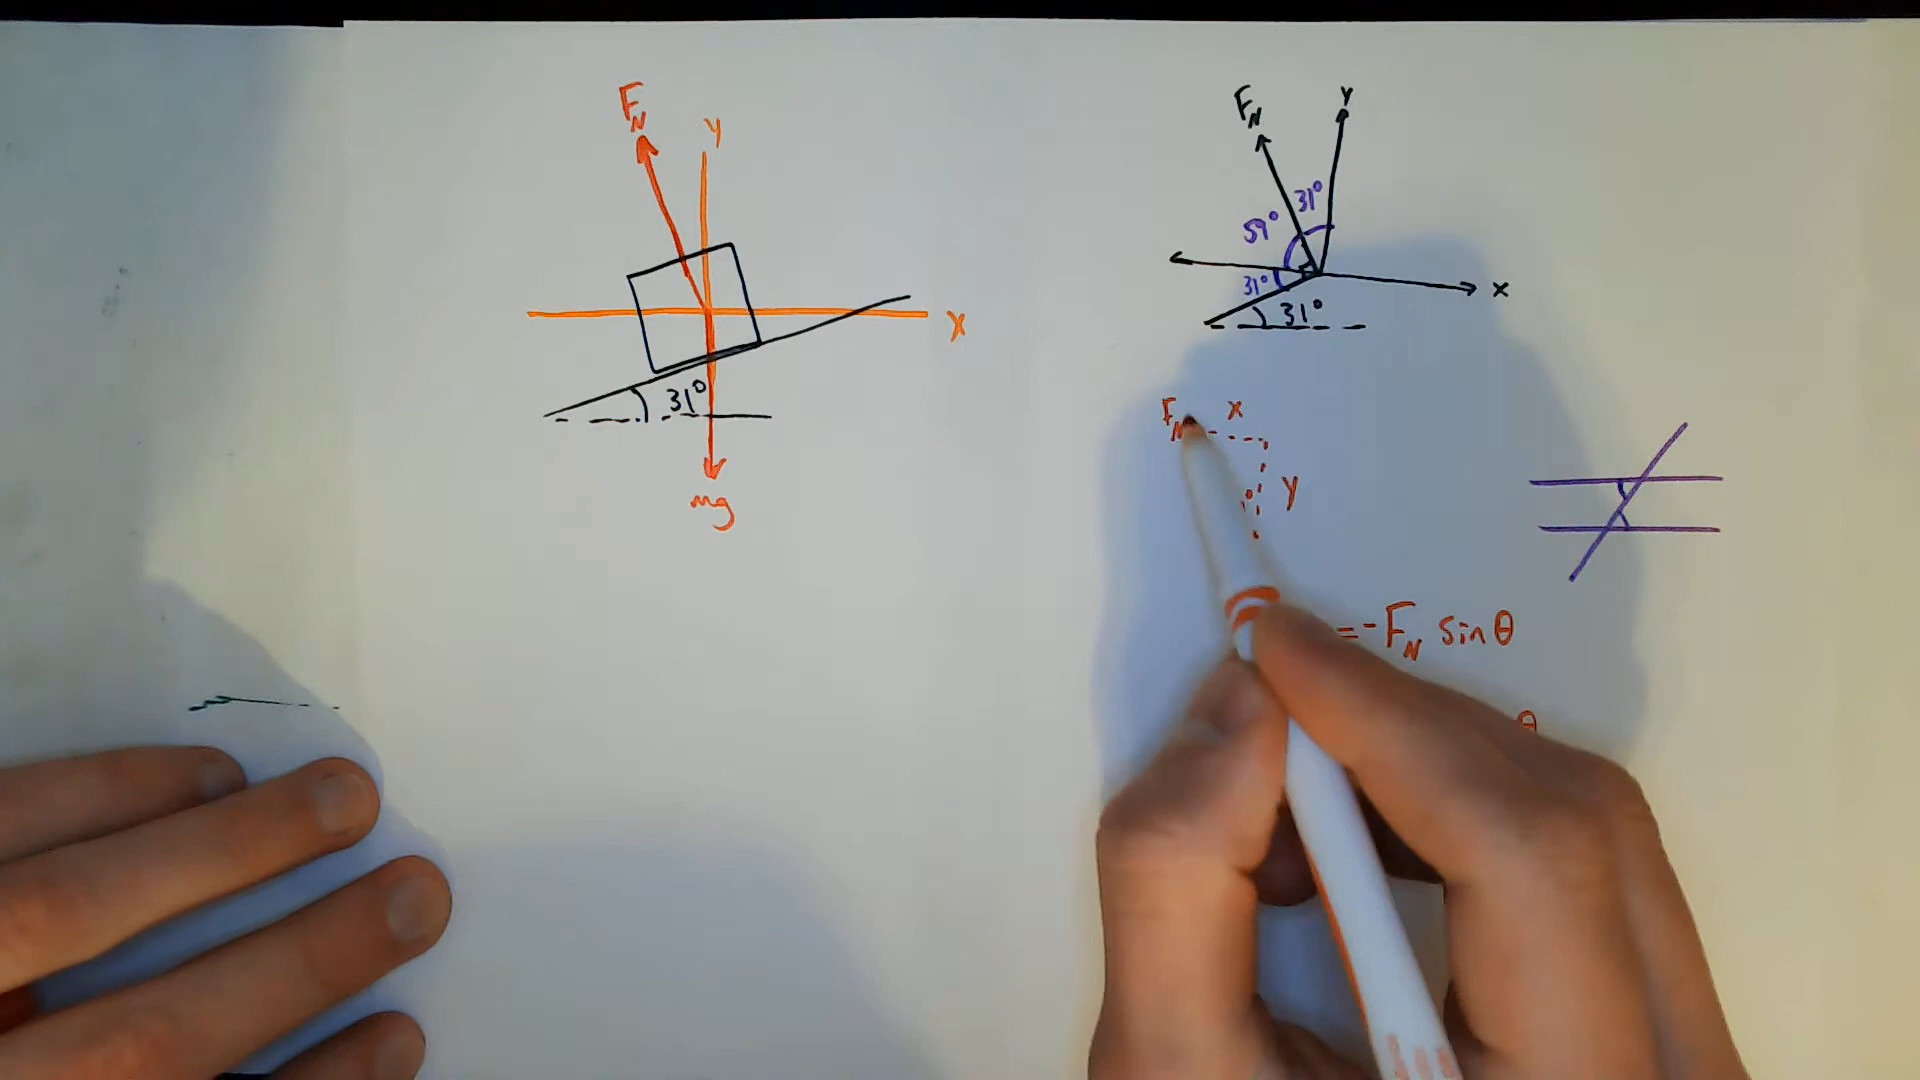 F_N
y
x
31°
mg
F_N
y
59°
31°
31°
31°
x
F_N
x
y
= -F_N sin θ
θ